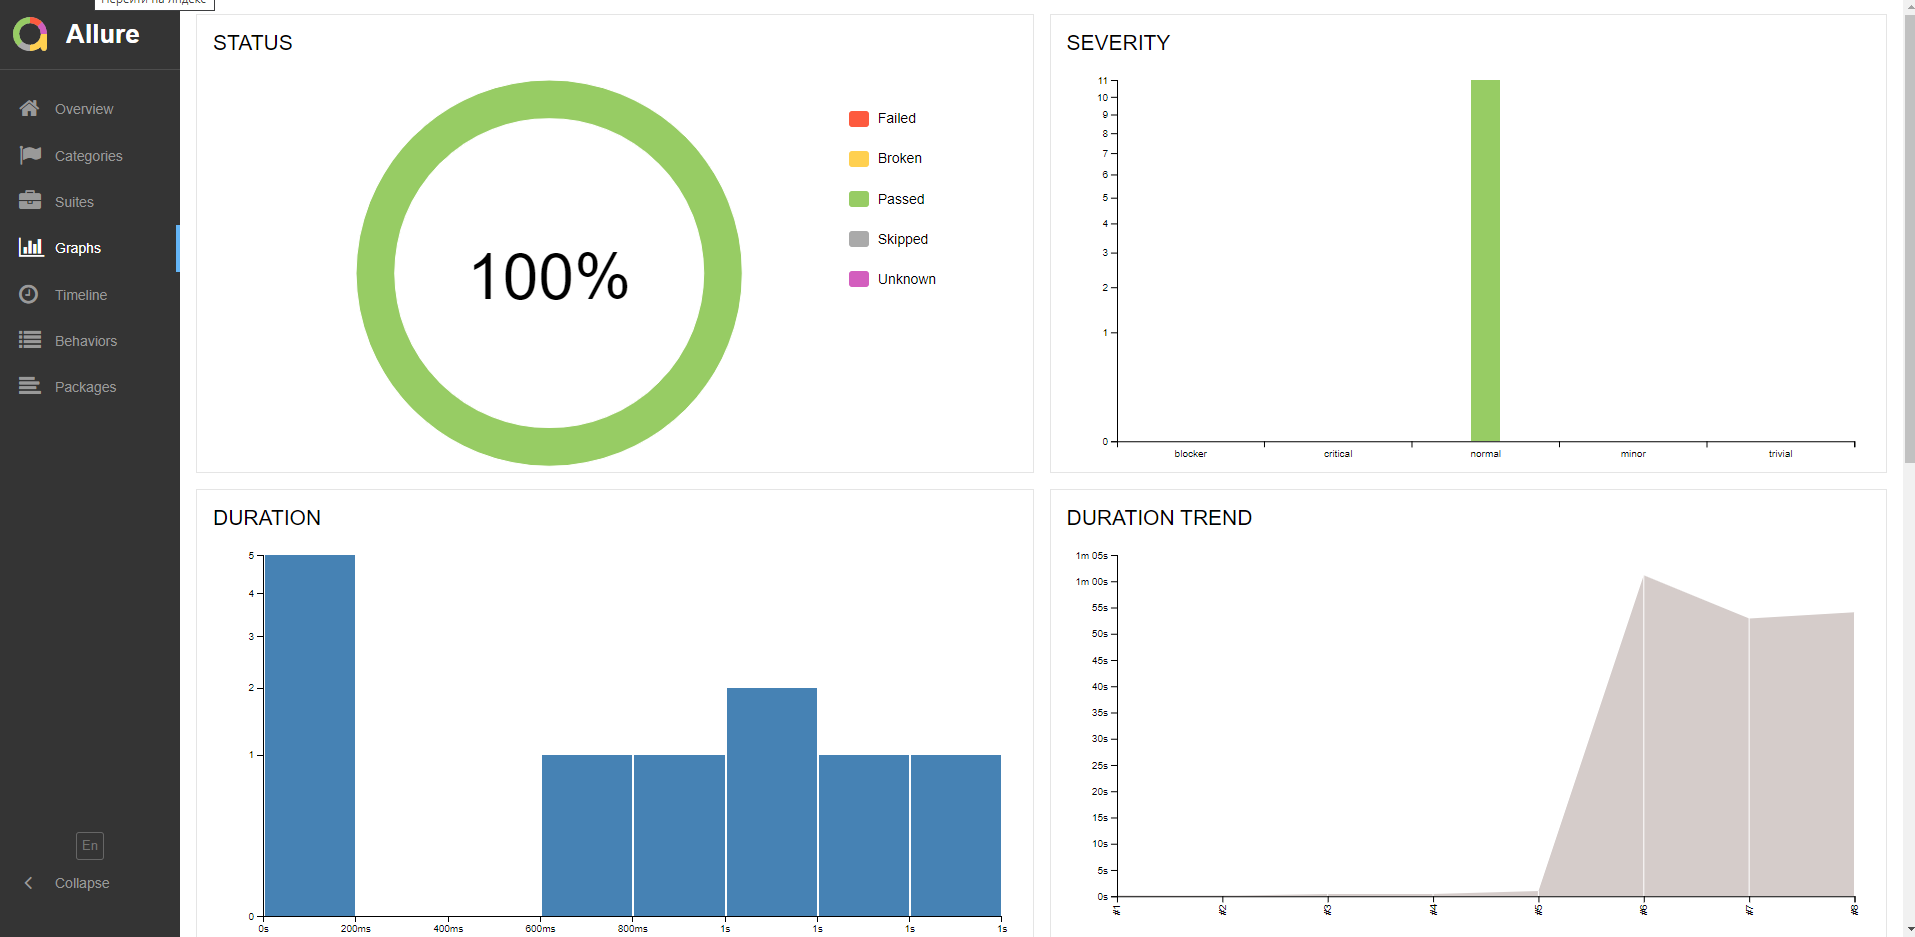 Перейти на Яндекс
Allure
Overview
Categories
Suites
Graphs
Timeline
Behaviors
Packages
En
Collapse
STATUS
100%
Failed
Broken
Passed
Skipped
Unknown
SEVERITY
11
10
9
8
7
6
5
4
3
2
1
0
blocker
critical
normal
minor
trivial
DURATION
5
4
3
2
1
0
0s
200ms
400ms
600ms
800ms
1s
1s
1s
1s
DURATION TREND
1m 05s
1m 00s
55s
50s
45s
40s
35s
30s
25s
20s
15s
10s
5s
0s
#1
#2
#3
#4
#5
#6
#7
#8